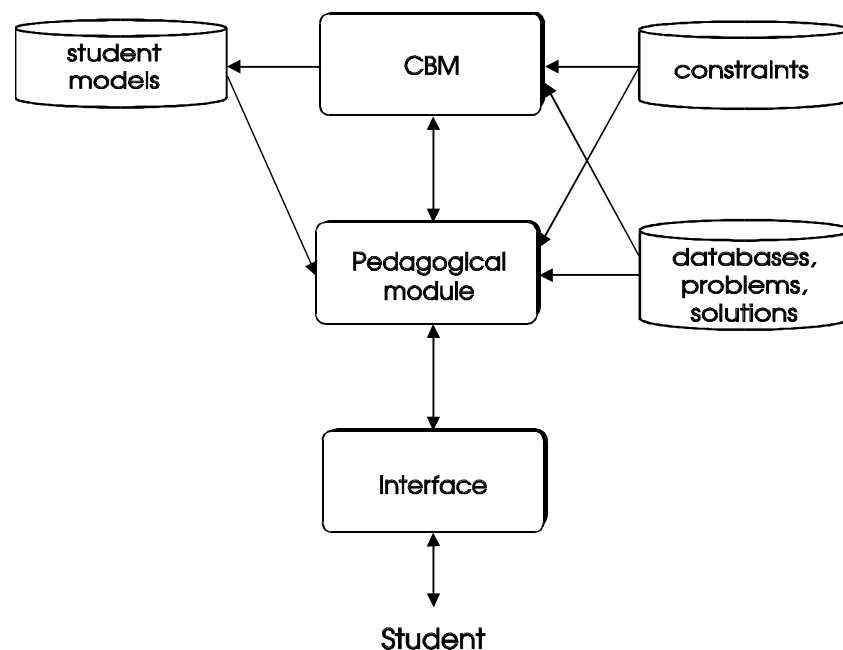 student
models
CBM
constraints
Pedagogical
module
databases,
problems,
solutions
Interface
Student